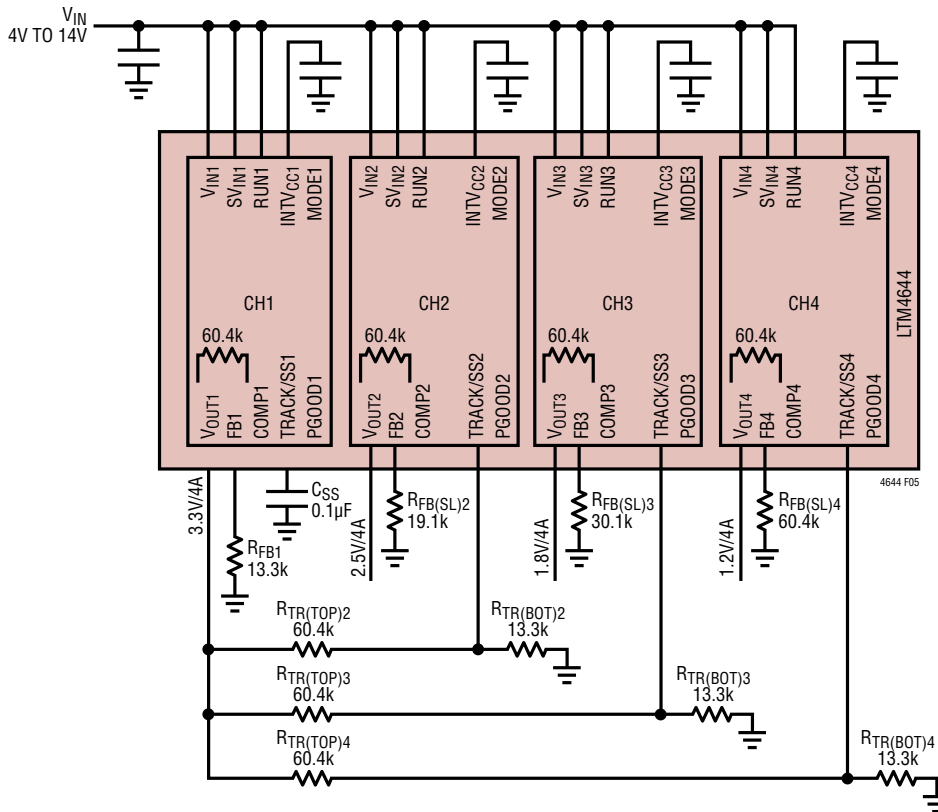 VIN
4V TO 14V
VIN1
SVIN1
RUN1
INTVCC1
MODE1
VIN2
SVIN2
RUN2
INTVCC2
MODE2
VIN3
SVIN3
RUN3
INTVCC3
MODE3
VIN4
SVIN4
RUN4
INTVCC4
MODE4
CH1
CH2
CH3
CH4
LTM4644
60.4k
60.4k
60.4k
60.4k
VOUT1
FB1
COMP1
TRACK/SS1
PGOOD1
VOUT2
FB2
COMP2
TRACK/SS2
PGOOD2
VOUT3
FB3
COMP3
TRACK/SS3
PGOOD3
VOUT4
FB4
COMP4
TRACK/SS4
PGOOD4
4644 F05
3.3V/4A
CSS
0.1µF
RFB1
13.3k
2.5V/4A
RFB(SL)2
19.1k
1.8V/4A
RFB(SL)3
30.1k
1.2V/4A
RFB(SL)4
60.4k
RTR(TOP)2
60.4k
RTR(BOT)2
13.3k
RTR(TOP)3
60.4k
RTR(BOT)3
13.3k
RTR(TOP)4
60.4k
RTR(BOT)4
13.3k